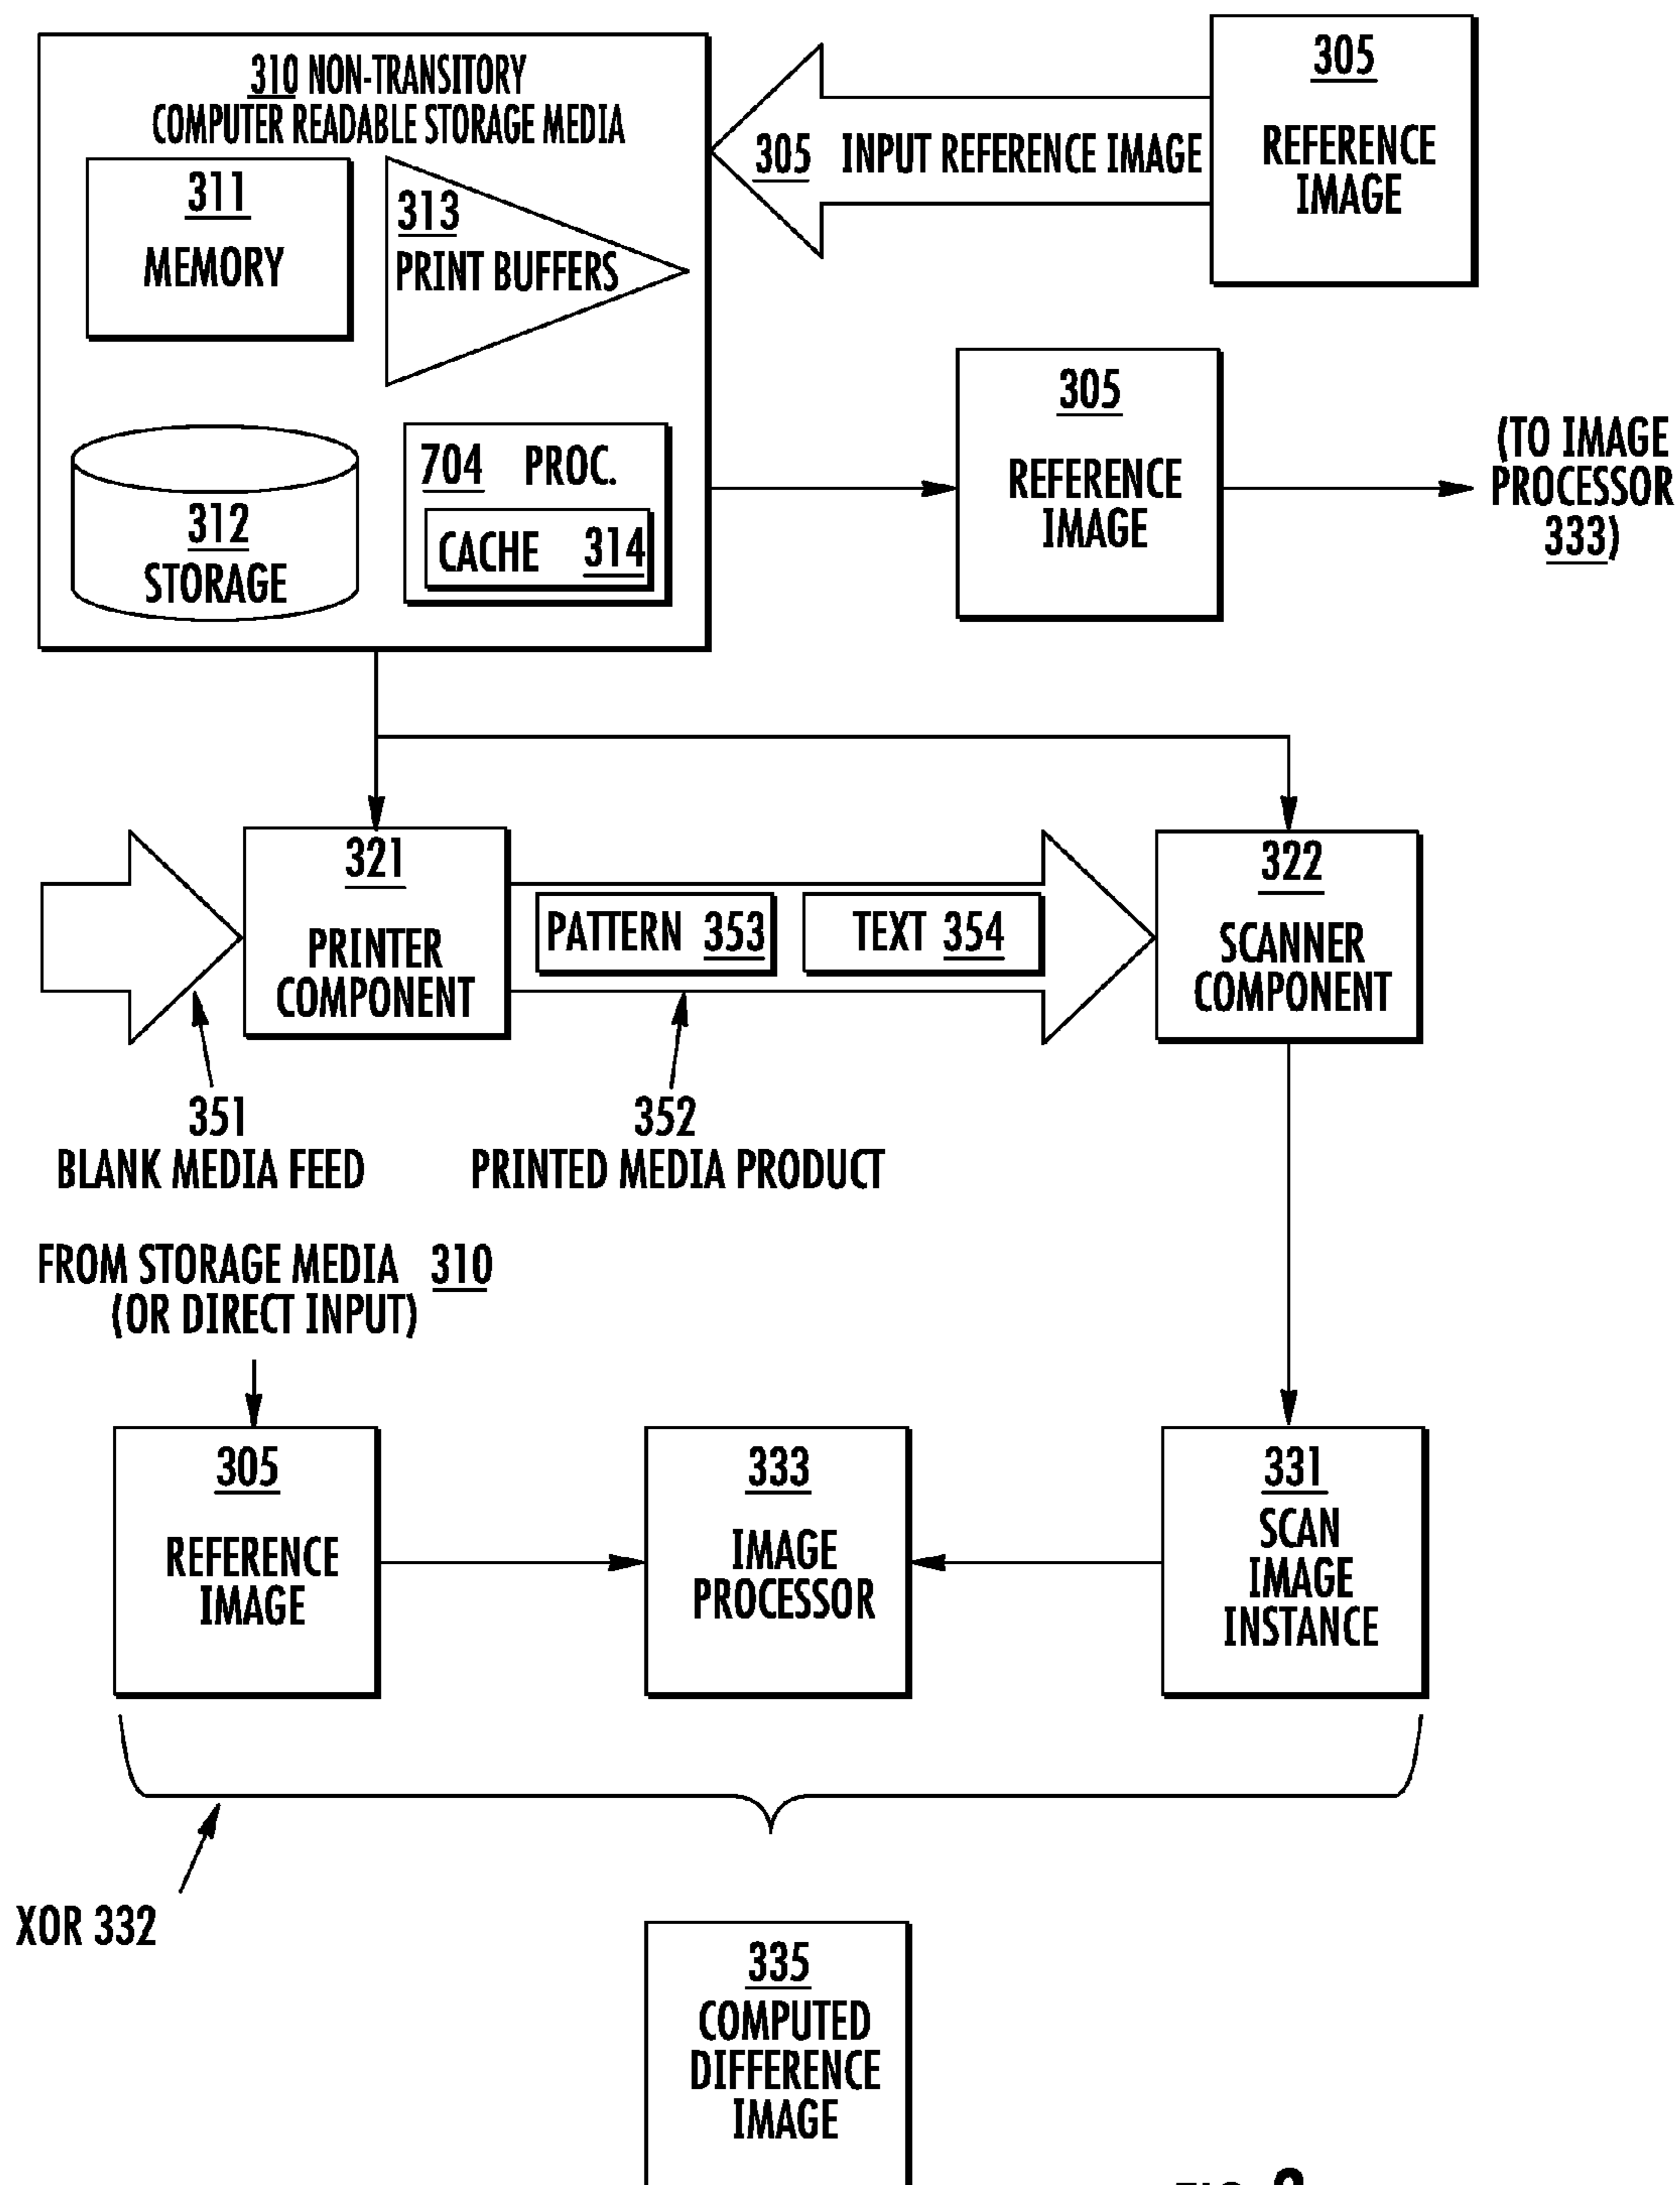 310 NON-TRANSITORY
COMPUTER READABLE STORAGE MEDIA
311
MEMORY
313
PRINT BUFFERS
312
STORAGE
704 PROC.
CACHE 314
305 INPUT REFERENCE IMAGE
305
REFERENCE
IMAGE
305
REFERENCE
IMAGE
(TO IMAGE
PROCESSOR
333)
321
PRINTER
COMPONENT
PATTERN 353
TEXT 354
322
SCANNER
COMPONENT
351
BLANK MEDIA FEED
352
PRINTED MEDIA PRODUCT
FROM STORAGE MEDIA 310
(OR DIRECT INPUT)
305
REFERENCE
IMAGE
333
IMAGE
PROCESSOR
331
SCAN
IMAGE
INSTANCE
XOR 332
335
COMPUTED
DIFFERENCE
IMAGE